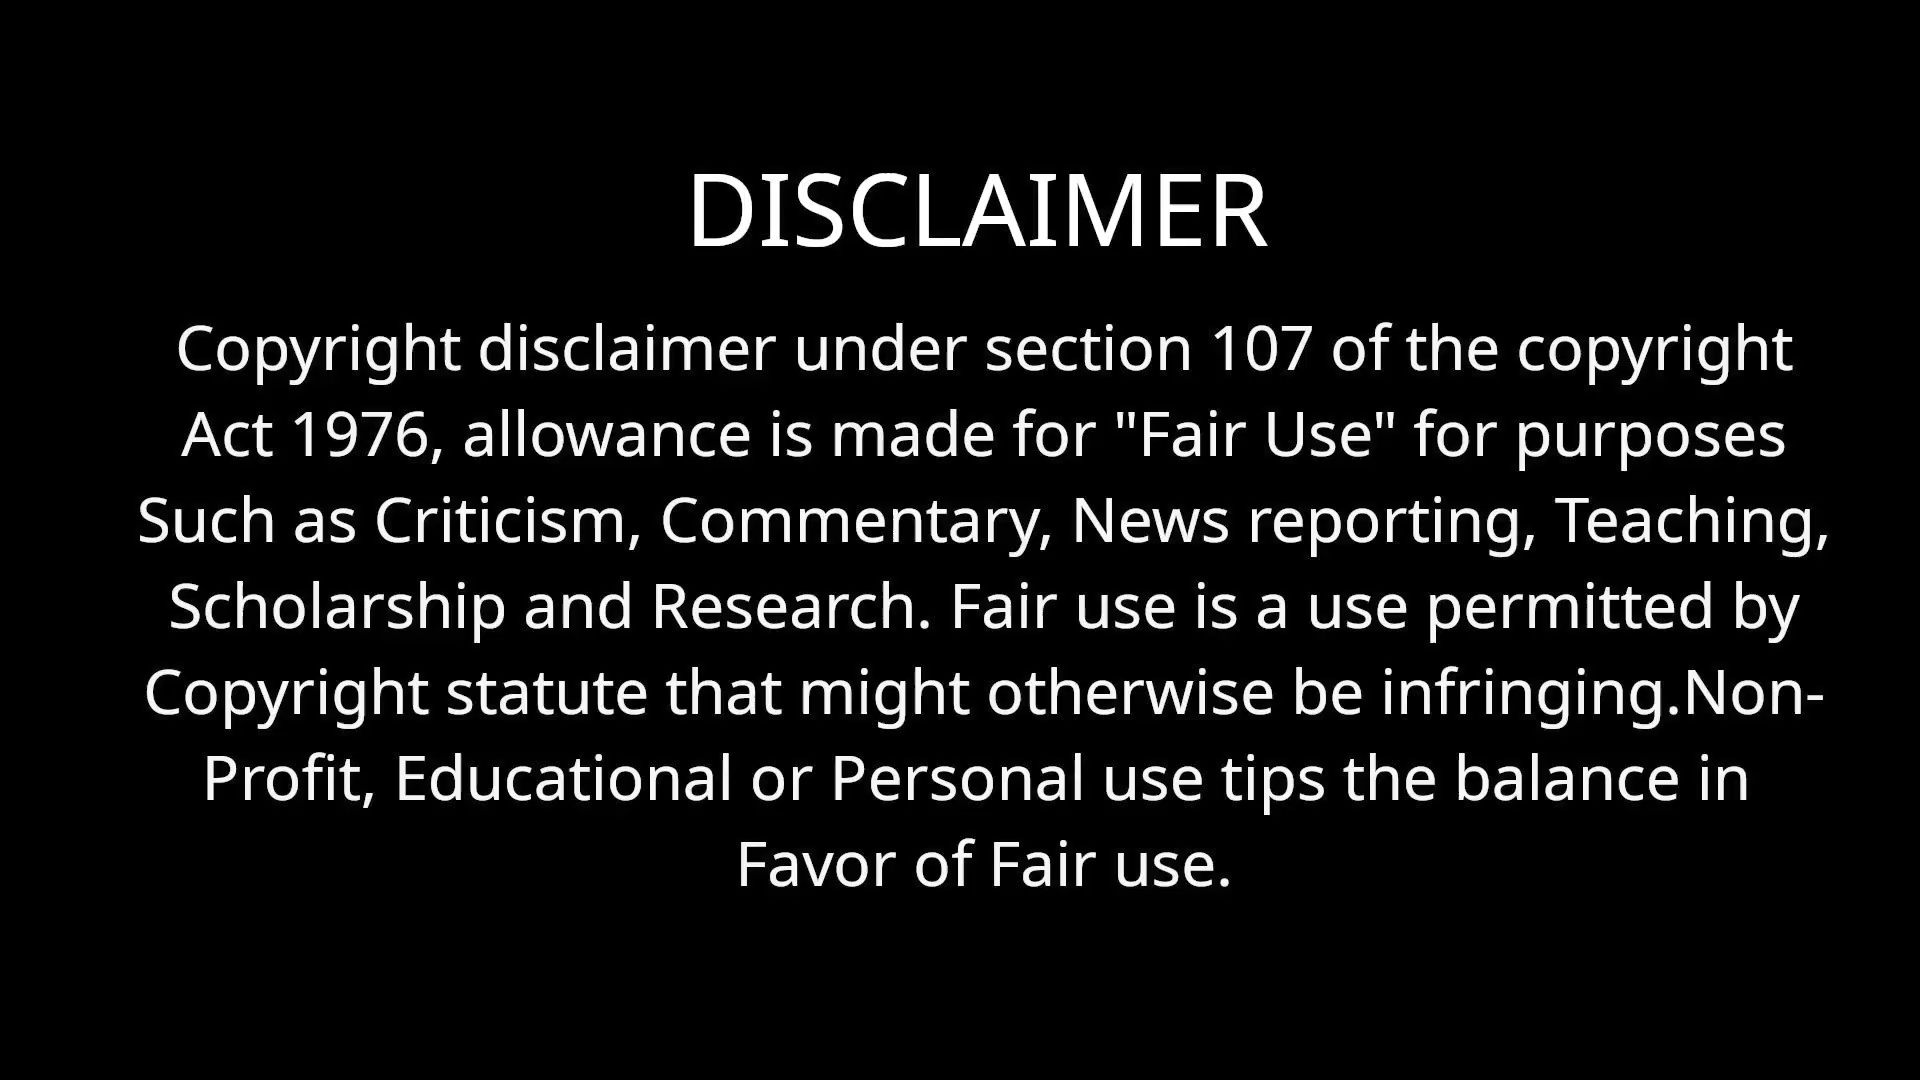 DISCLAIMER
Copyright disclaimer under section 107 of the copyright
Act 1976, allowance is made for "Fair Use" for purposes
Such as Criticism, Commentary, News reporting, Teaching,
Scholarship and Research. Fair use is a use permitted by
Copyright statute that might otherwise be infringing.Non-
Profit, Educational or Personal use tips the balance in
Favor of Fair use.